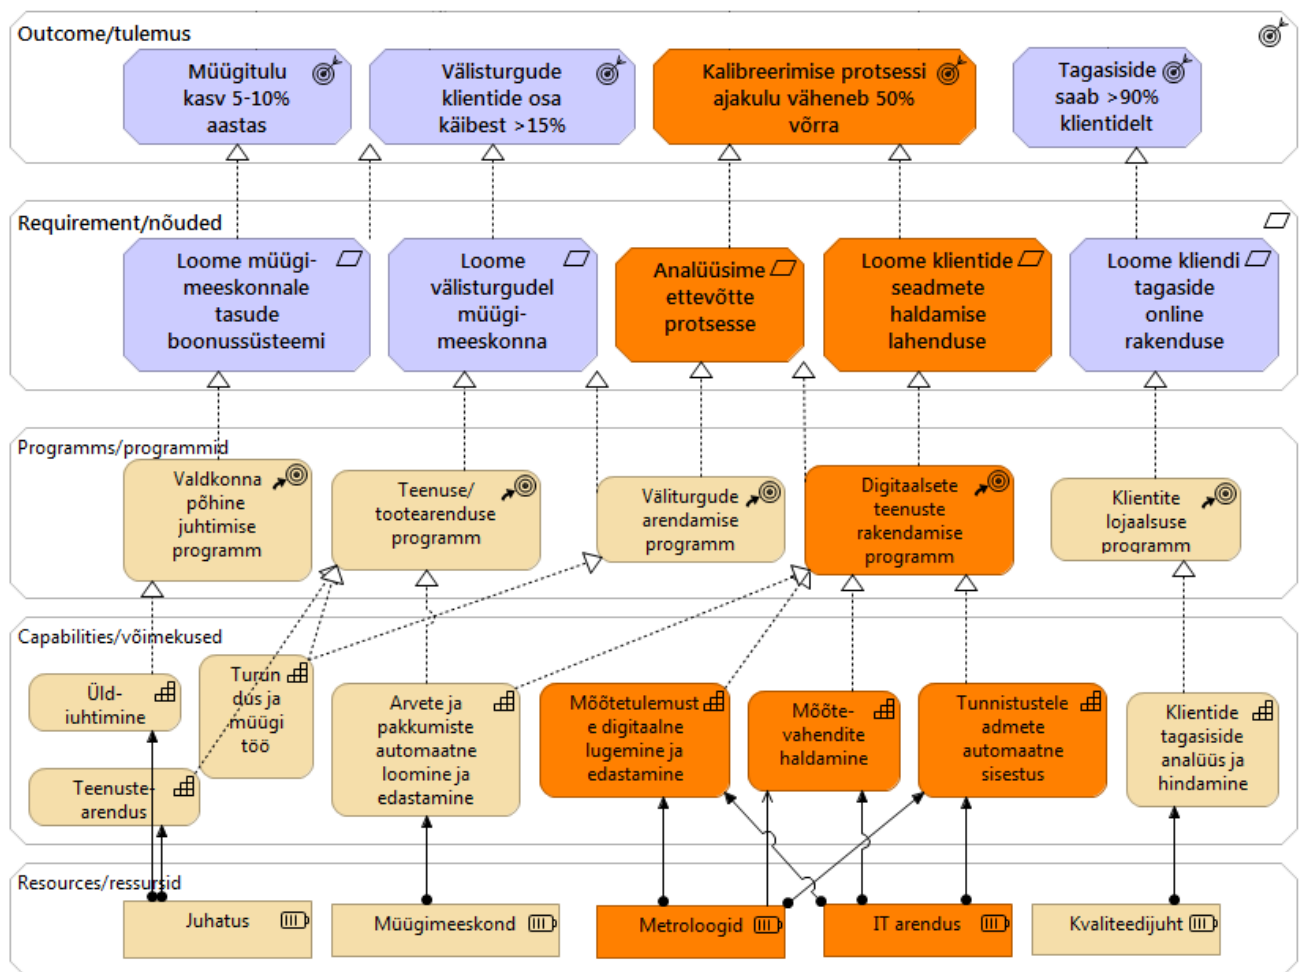 Outcome/tulemus
Müügitulu
kasv 5-10%
aastas
Välisturgude
klientide osa
käibest >15%
Kalibreerimise protsessi
ajakulu väheneb 50%
võrra
Tagasiside
saab >90%
klientidelt
Requirement/nõuded
Loome müügi-
meeskonnale
tasude
boonussüsteemi
Loome
välisturgudel
müügi-
meeskonna
Analüüsime
ettevõtte
protsesse
Loome klientide
seadmete
haldamise
lahenduse
Loome kliendi
tagaside
online
rakenduse
Programms/programmid
Valdkonna
põhine
juhtimise
programm
Teenuse/
tootearenduse
programm
Väliturgude
arendamise
programm
Digitaalsete
teenuste
rakendamise
programm
Klientite
lojaalsuse
programm
Capabilities/võimekused
Üld-
iuhtimine
Turun
dus ja
müügi
töö
Teenuste-
arendus
Arvete ja
pakkumiste
automaatne
loomine ja
edastamine
Mõõtetulemust
e digitaalne
lugemine ja
edastamine
Mõõte-
vahendite
haldamine
Tunnistustele
admete
automaatne
sisestus
Klientide
tagasiside
analüüs ja
hindamine
Resources/ressursid
Juhatus
Müügimeeskond
Metroloogid
IT arendus
Kvaliteedijuht